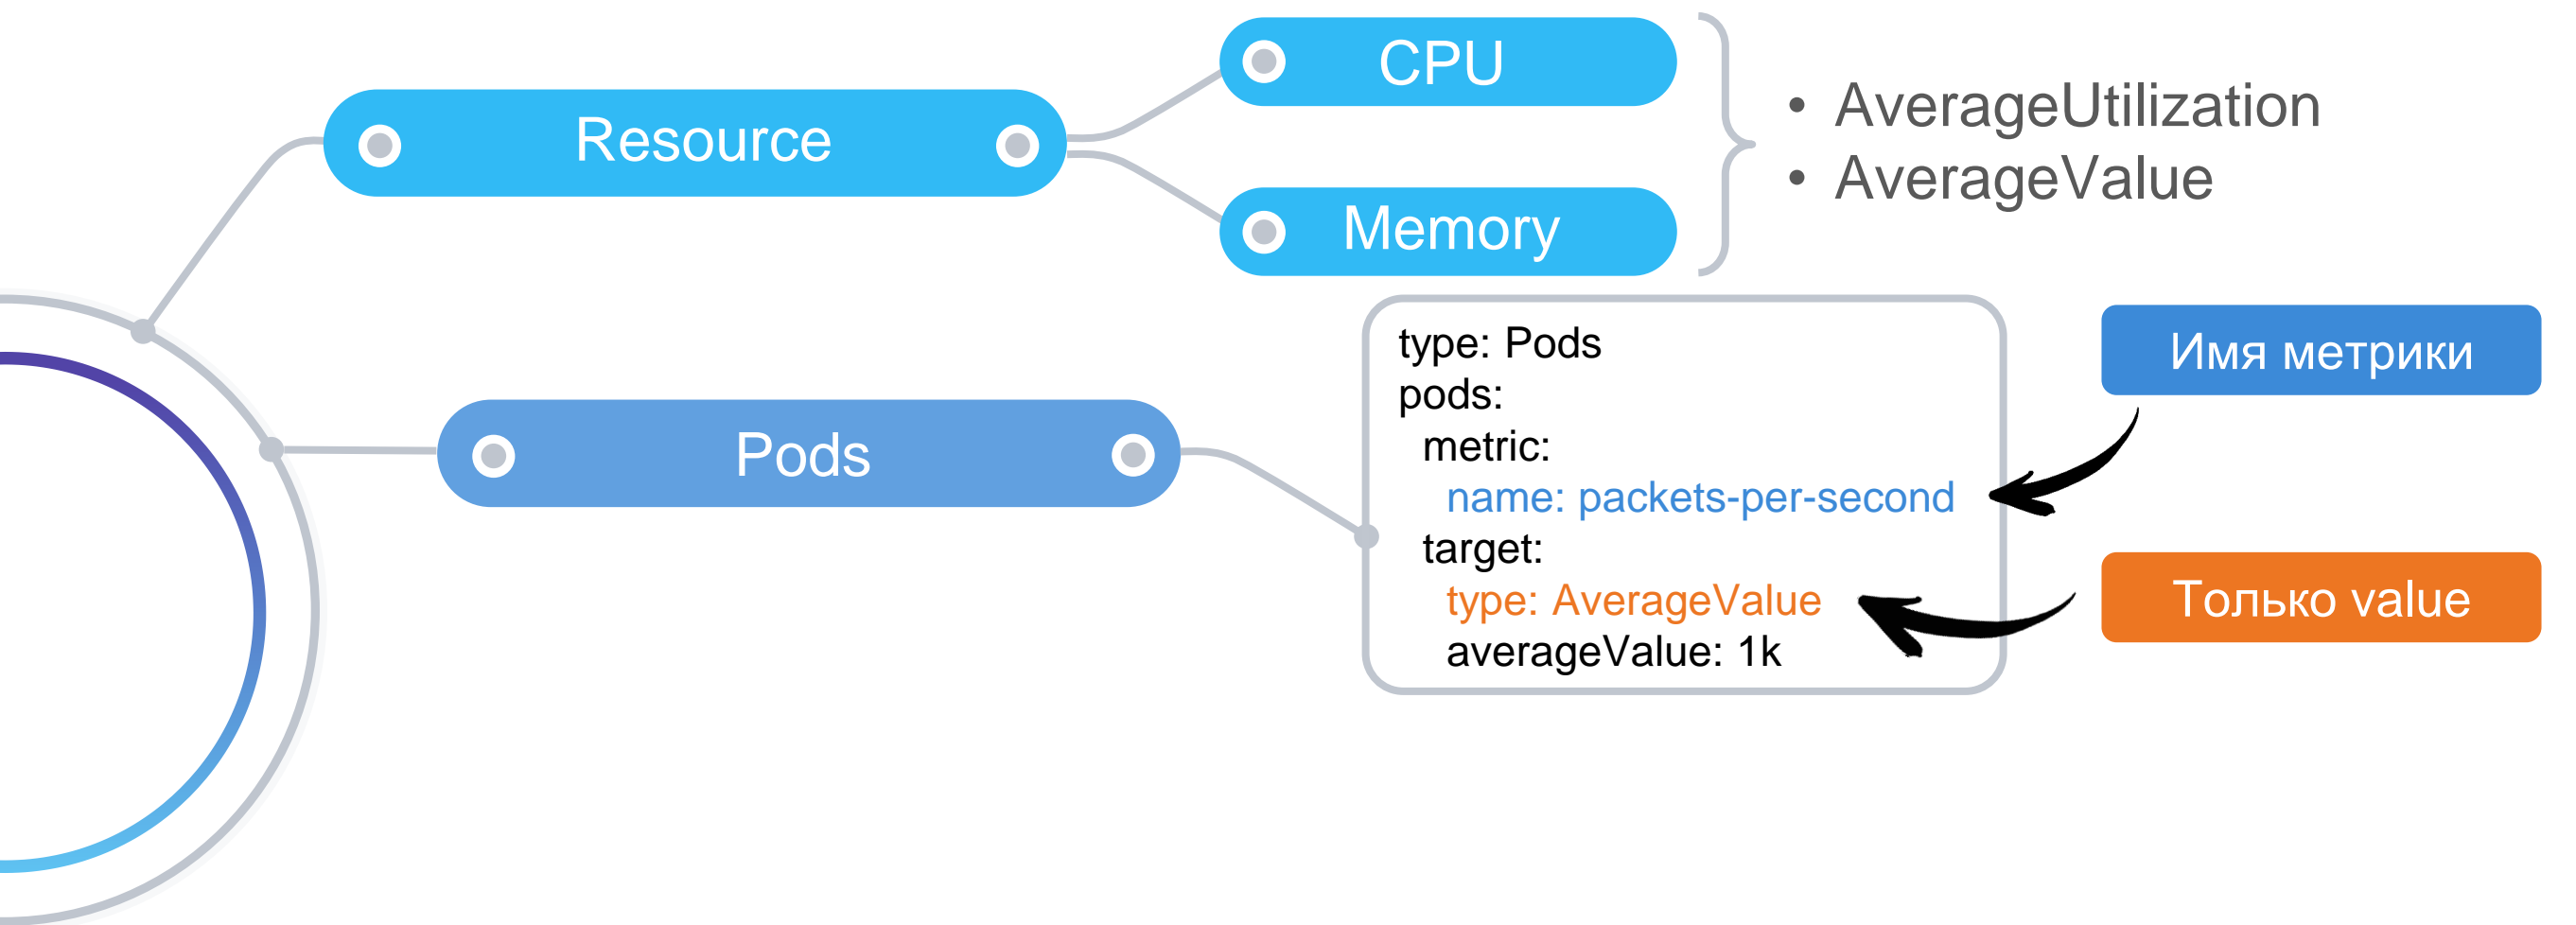 Resource
CPU
Memory
• AverageUtilization
• AverageValue
Pods
type: Pods
pods:
metric:
name: packets-per-second
target:
type: AverageValue
averageValue: 1k
Имя метрики
Только value